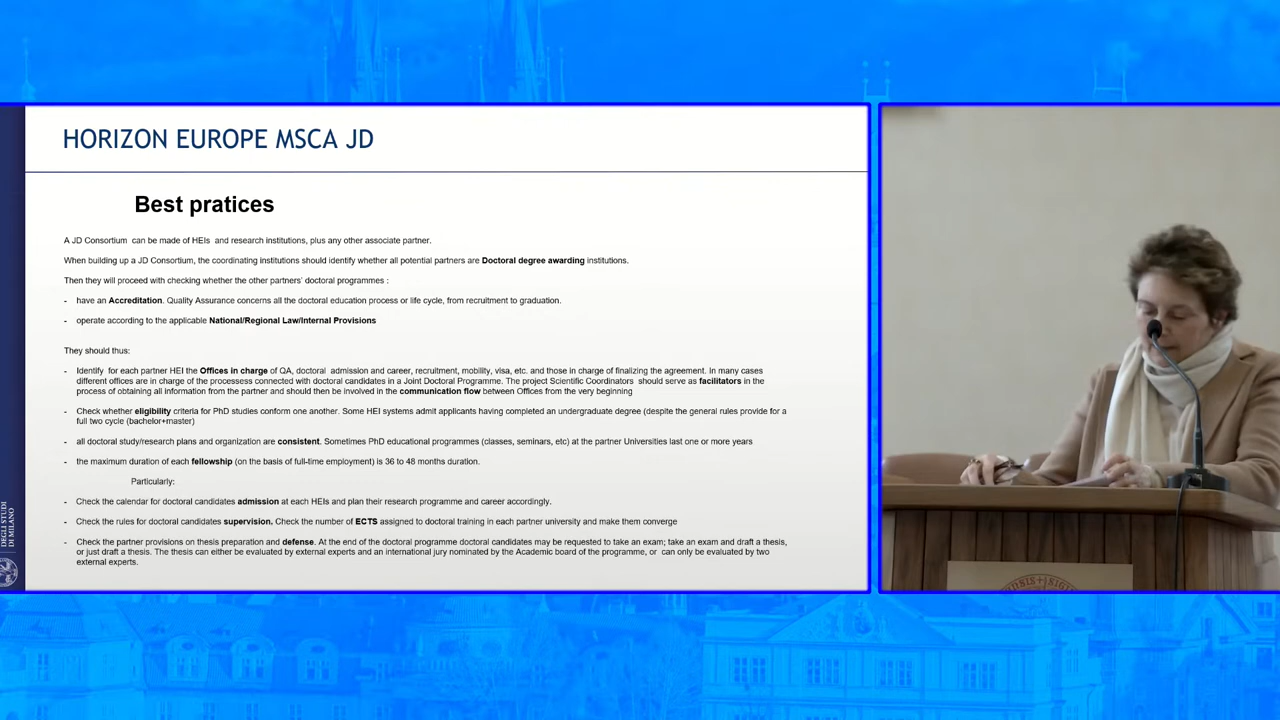 HORIZON EUROPE MSCA JD
Best pratices
A JD Consortium can be made of HEIs and research institutions, plus any other associate partner.
When building up a JD Consortium, the coordinating institutions should identify whether all potential partners are Doctoral degree awarding institutions.
Then they will proceed with checking whether the other partners' doctoral programmes :
- have an Accreditation. Quality Assurance concerns all the doctoral education process or life cycle, from recruitment to graduation.
- operate according to the applicable National/Regional Law/Internal Provisions
They should thus:
- Identify for each partner HEI the Offices in charge of QA, doctoral admission and career, recruitment, mobility, visa, etc. and those in charge of finalizing the agreement. In many cases
different offices are in charge of the processess connected with doctoral candidates in a Joint Doctoral Programme. The project Scientific Coordinators should serve as facilitators in the
process of obtaining all information from the partner and should then be involved in the communication flow between Offices from the very beginning
- Check whether eligibility criteria for PhD studies conform one another. Some HEI systems admit applicants having completed an undergraduate degree (despite the general rules provide for a
full two cycle (bachelor+master)
- all doctoral study/research plans and organization are consistent. Sometimes PhD educational programmes (classes, seminars, etc) at the partner Universities last one or more years
- the maximum duration of each fellowship (on the basis of full-time employment) is 36 to 48 months duration.
Particularly:
- Check the calendar for doctoral candidates admission at each HEIs and plan their research programme and career accordingly.
- Check the rules for doctoral candidates supervision. Check the number of ECTS assigned to doctoral training in each partner university and make them converge
- Check the partner provisions on thesis preparation and defense. At the end of the doctoral programme doctoral candidates may be requested to take an exam; take an exam and draft a thesis,
or just draft a thesis. The thesis can either be evaluated by external experts and an international jury nominated by the Academic board of the programme, or can only be evaluated by two
external experts.
DEGLI STUDI
DI MILANO